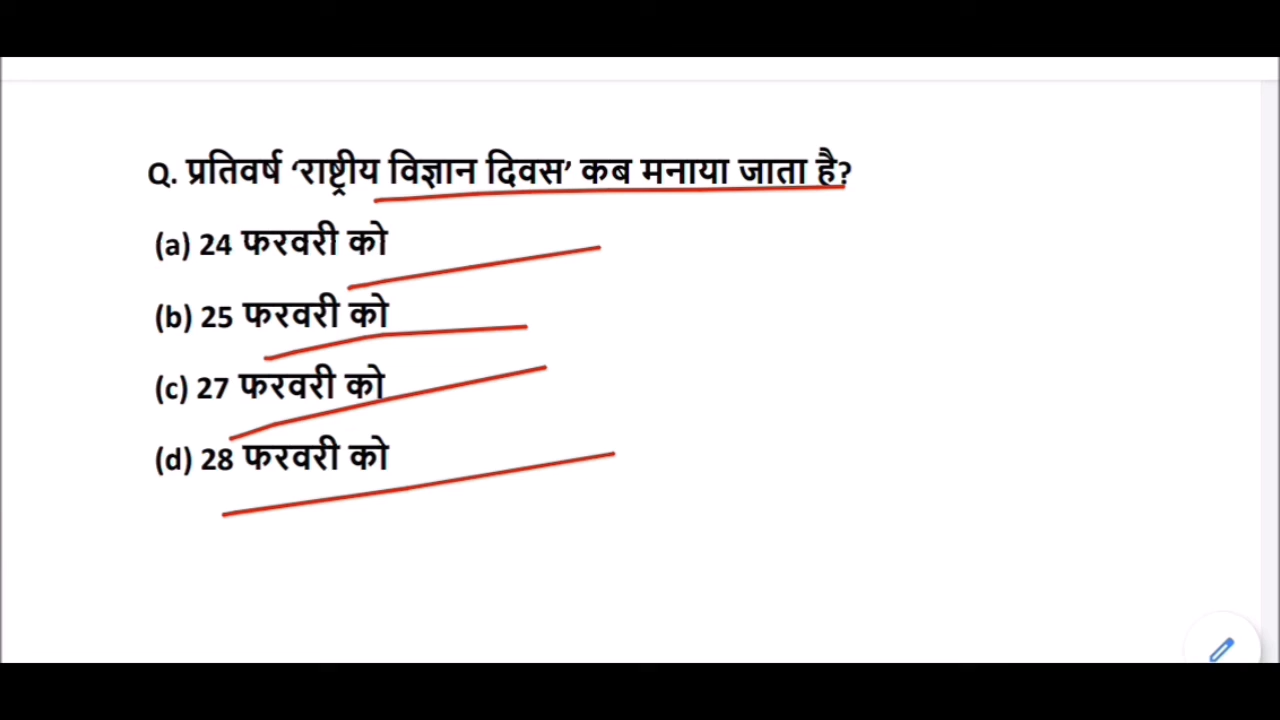 Q. प्रतिवर्ष ‘राष्ट्रीय विज्ञान दिवस’ कब मनाया जाता है?
(a) 24 फरवरी को
(b) 25 फरवरी को
(c) 27 फरवरी को
(d) 28 फरवरी को